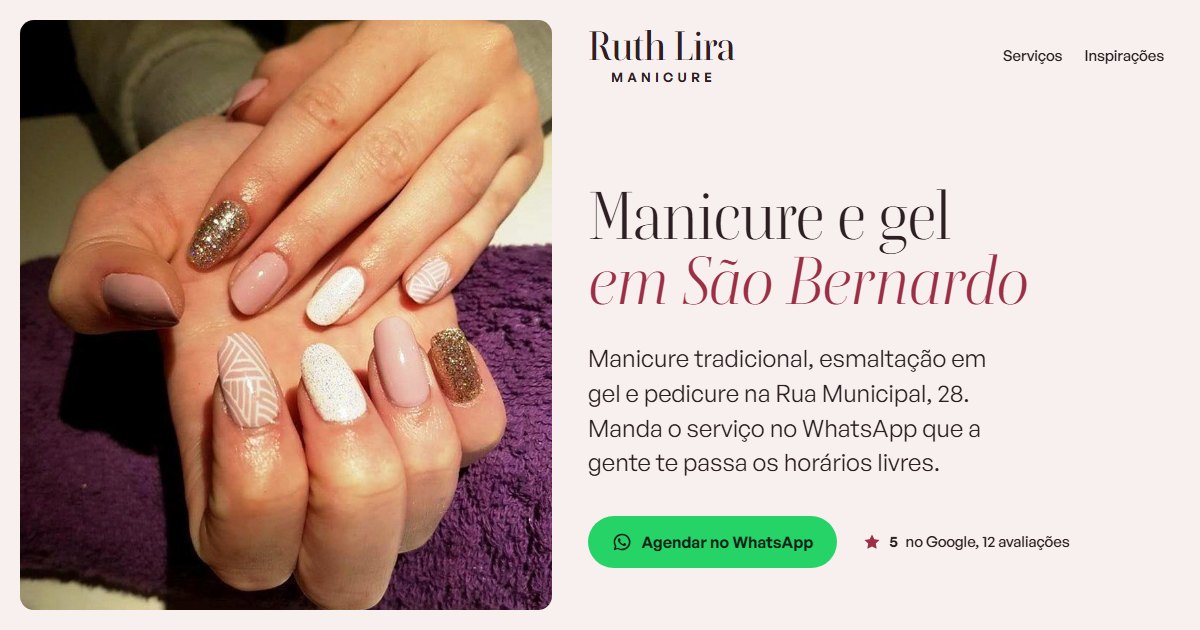 Ruth Lira
MANICURE
Serviços
Inspirações
Manicure e gel
em São Bernardo
Manicure tradicional, esmaltação em
gel e pedicure na Rua Municipal, 28.
Manda o serviço no WhatsApp que a
gente te passa os horários livres.
Agendar no WhatsApp
5 no Google, 12 avaliações